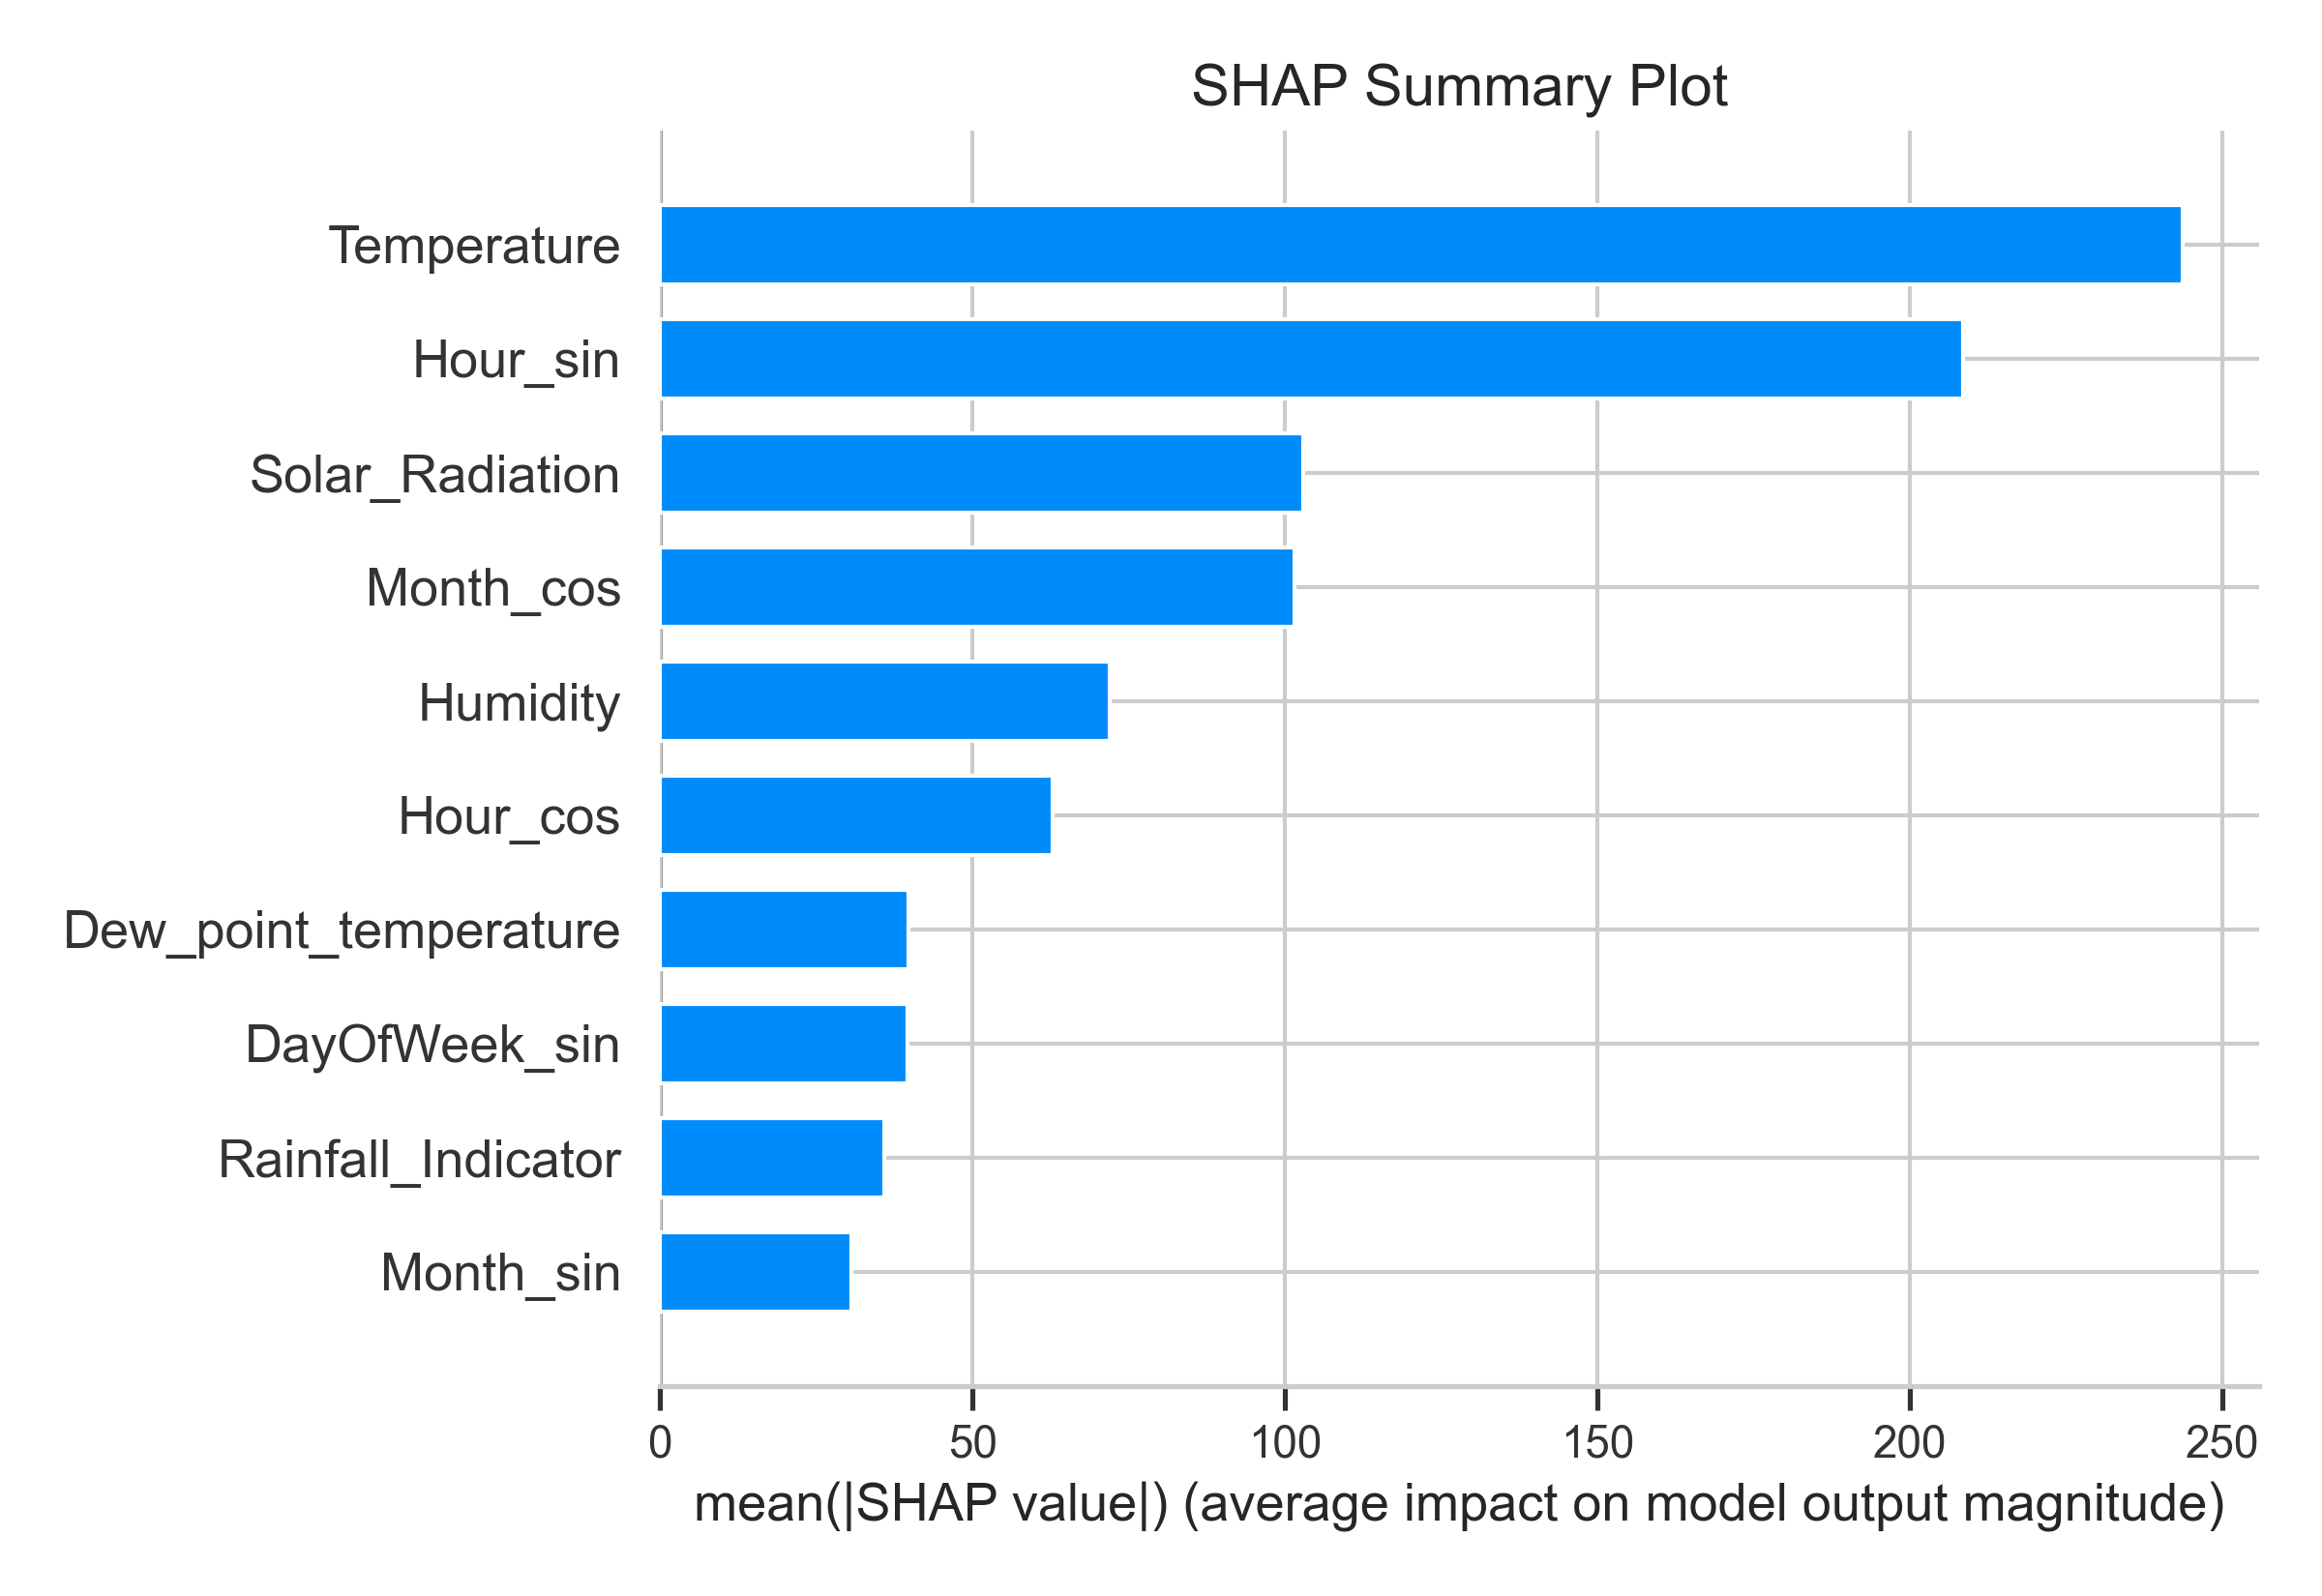 SHAP Summary Plot
Temperature
Hour_sin
Solar_Radiation
Month_cos
Humidity
Hour_cos
Dew_point_temperature
DayOfWeek_sin
Rainfall_Indicator
Month_sin
0 50 100 150 200 250
mean(|SHAP value|) (average impact on model output magnitude)